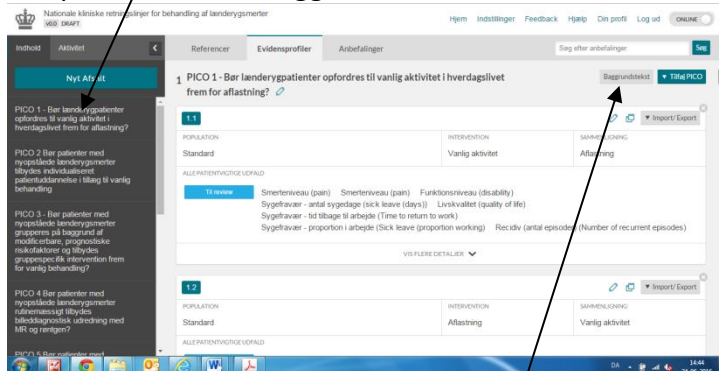 Nationale kliniske retningslinjer for behandling af lænderygsmerter
v0.0 DRAFT
Hjem Indstillinger Feedback Hjælp Din profil Log ud ONLINE
Indhold Aktivitet
Referencer Evidensprofiler Anbefalinger
Søg efter anbefalinger Søg
Nyt Afsnit
1 PICO 1 - Bør lænderygpatienter opfordres til vanlig aktivitet i hverdagslivet
frem for aflastning?
Baggrundstekst Tilføj PICO
PICO 1 - Bør lænderygpatienter
opfordres til vanlig aktivitet i
hverdagslivet frem for aflastning?
PICO 2 Bør patienter med
nyopståede lænderygsmerter
tilbydes individualiseret
patientuddannelse i tillæg til vanlig
behandling
PICO 3 - Bør patienter med
nyopståede lænderygsmerter
grupperes på baggrund af
modificerbare, prognostiske
risikofaktorer og tilbydes
gruppespecifik intervention frem
for vanlig behandling?
PICO 4 Bør patienter med
nyopståede lænderygsmerter
rutinemæssigt tilbydes
billeddiagnostisk udredning med
MR og røntgen?
PICO 5 Bør patienter med
1.1
Import/ Export
POPULATION INTERVENTION SAMMENLIGNING
Standard Vanlig aktivitet Aflastning
ALLE PATIENTVIGTIGE UDFALD
Til review
Smerteniveau (pain) Smerteniveau (pain) Funktionsniveau (disability)
Sygefravær - antal sygedage (sick leave (days)) Livskvalitet (quality of life)
Sygefravær - tid tilbage til arbejde (Time to return to work)
Sygefravær - proportion i arbejde (Sick leave (proportion working) Recidiv (antal episoder) (Number of recurrent episodes)
VIS FLERE DETALJER
1.2
Import/ Export
POPULATION INTERVENTION SAMMENLIGNING
Standard Aflastning Vanlig aktivitet
ALLE PATIENTVIGTIGE UDFALD
DA 14:44